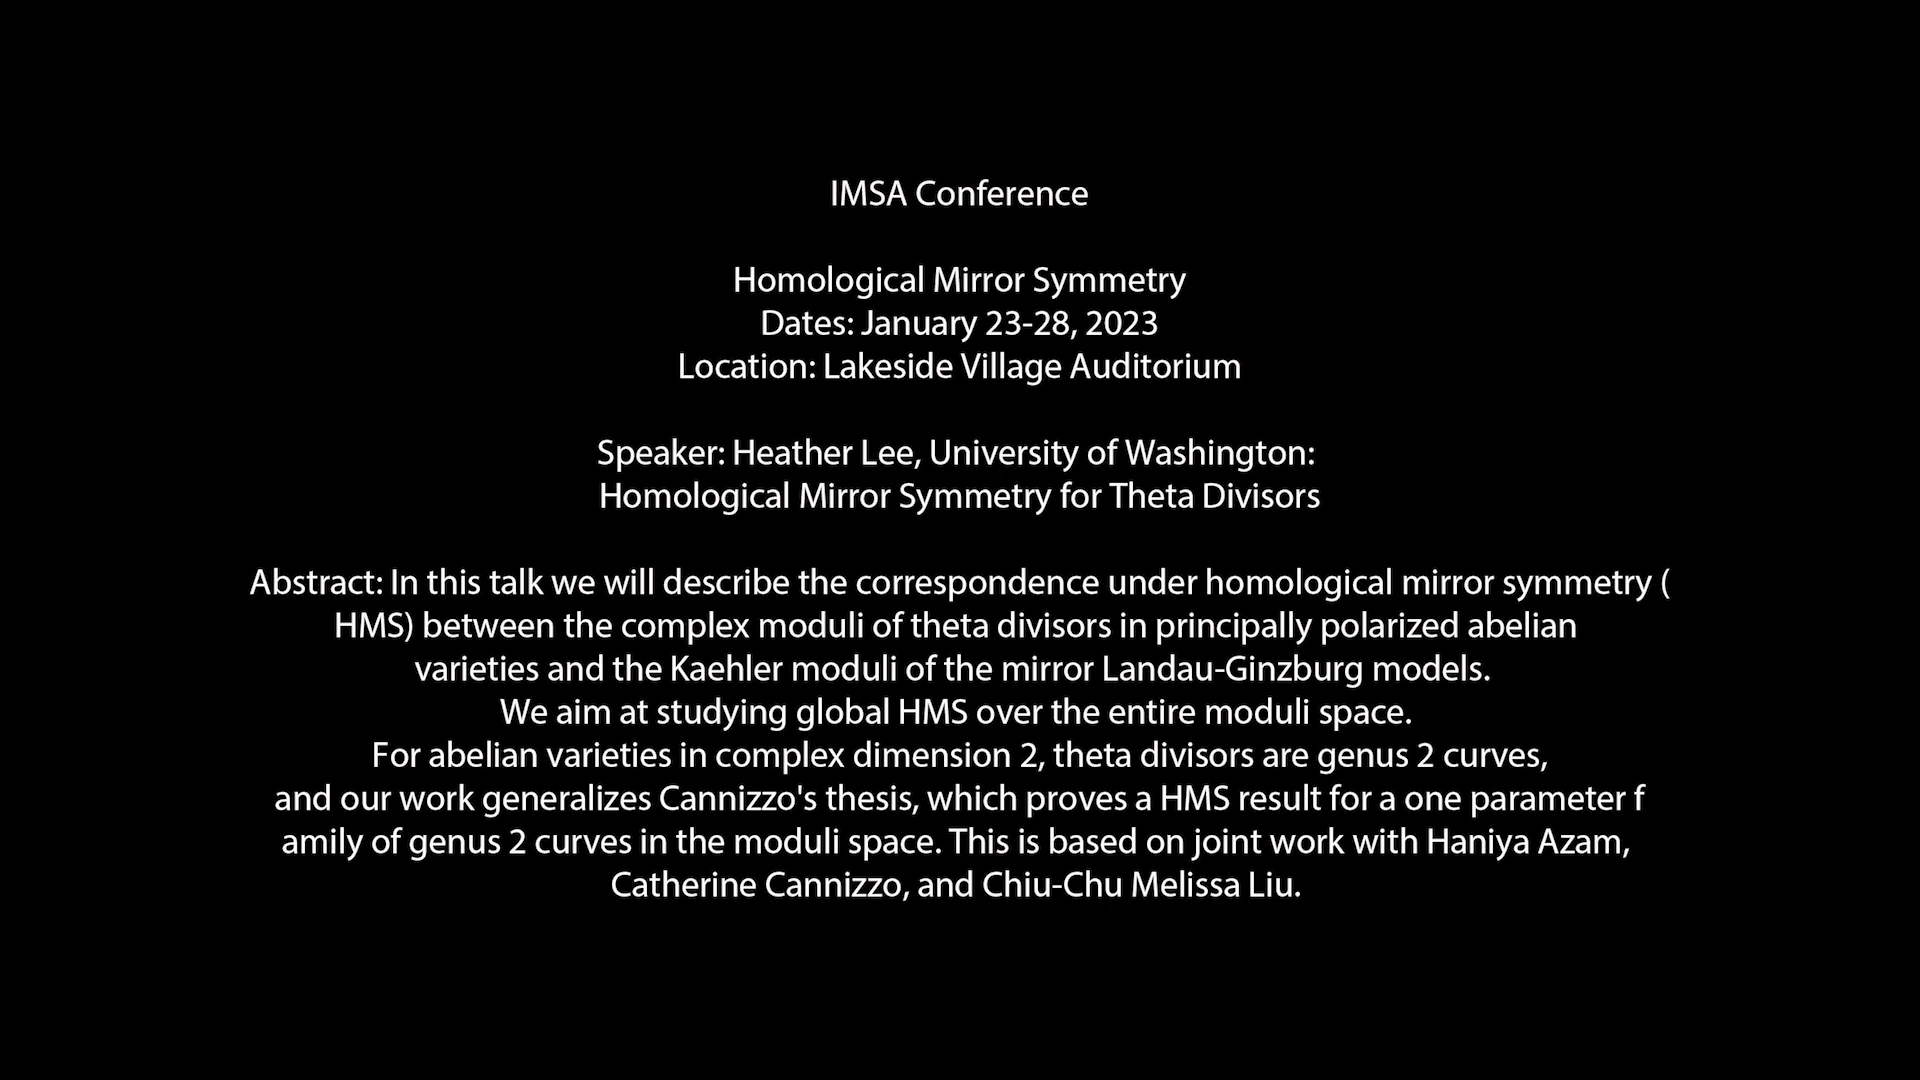 IMSA Conference
Homological Mirror Symmetry
Dates: January 23-28, 2023
Location: Lakeside Village Auditorium
Speaker: Heather Lee, University of Washington:
Homological Mirror Symmetry for Theta Divisors
Abstract: In this talk we will describe the correspondence under homological mirror symmetry (
HMS) between the complex moduli of theta divisors in principally polarized abelian
varieties and the Kaehler moduli of the mirror Landau-Ginzburg models.
We aim at studying global HMS over the entire moduli space.
For abelian varieties in complex dimension 2, theta divisors are genus 2 curves,
and our work generalizes Cannizzo's thesis, which proves a HMS result for a one parameter f
amily of genus 2 curves in the moduli space. This is based on joint work with Haniya Azam,
Catherine Cannizzo, and Chiu-Chu Melissa Liu.